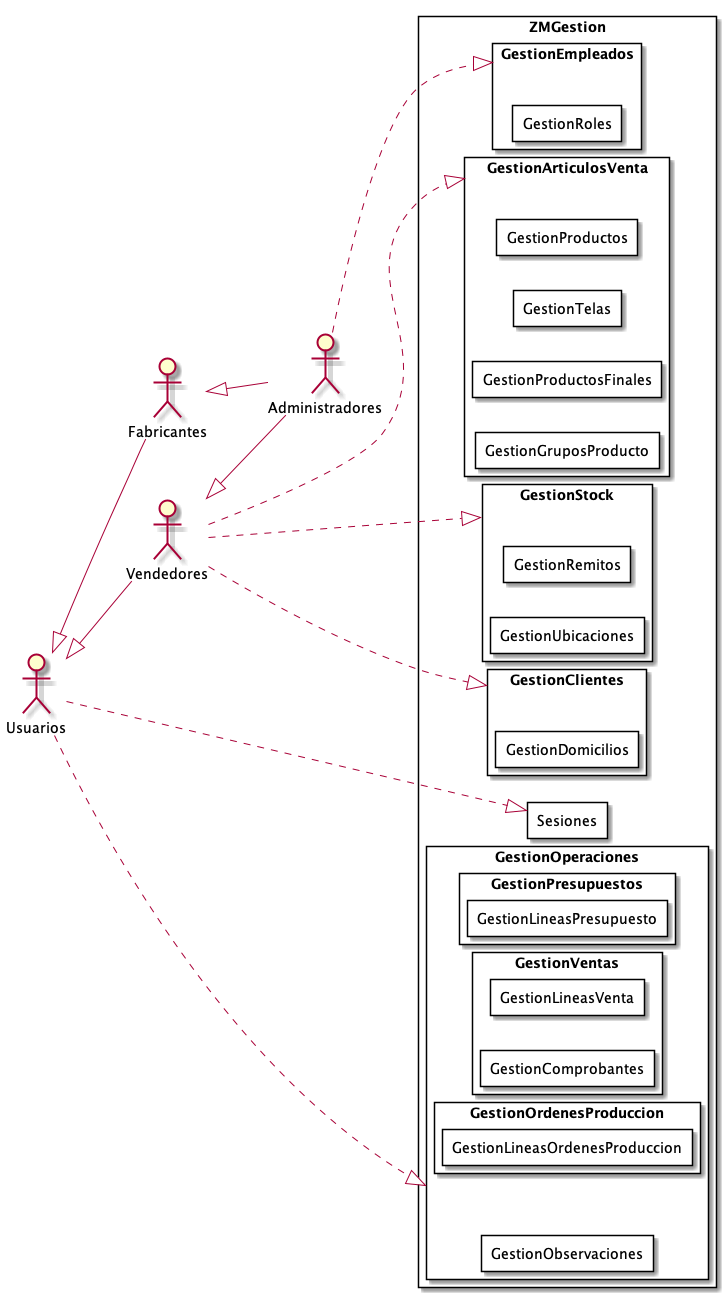 ZMGestion
GestionEmpleados
GestionRoles
GestionArticulosVenta
GestionProductos
GestionTelas
GestionProductosFinales
GestionGruposProducto
Administradores
Fabricantes
Vendedores
Usuarios
GestionStock
GestionRemitos
GestionUbicaciones
GestionClientes
GestionDomicilios
Sesiones
GestionOperaciones
GestionPresupuestos
GestionLineasPresupuesto
GestionVentas
GestionLineasVenta
GestionComprobantes
GestionOrdenesProduccion
GestionLineasOrdenesProduccion
GestionObservaciones